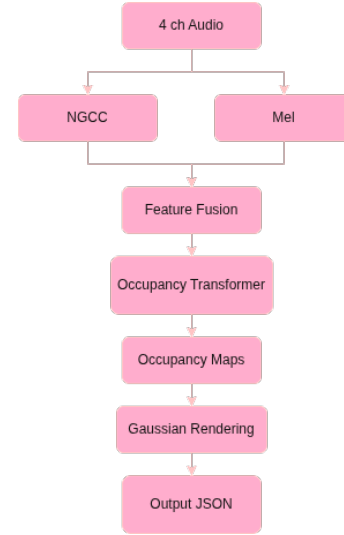 4 ch Audio
NGCC
Mel
Feature Fusion
Occupancy Transformer
Occupancy Maps
Gaussian Rendering
Output JSON